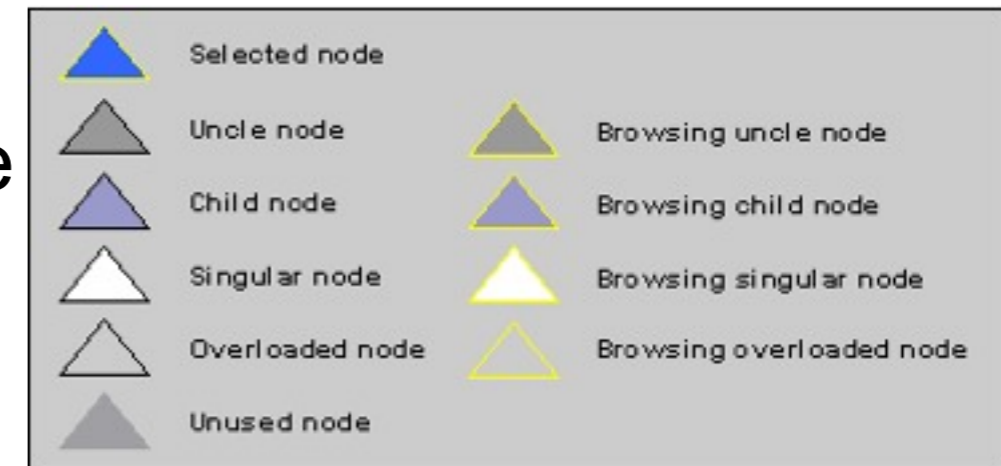 e
Selected node
Uncle node
Browsing uncle node
Child node
Browsing child node
Singular node
Browsing singular node
Overloaded node
Browsing overloaded node
Unused node